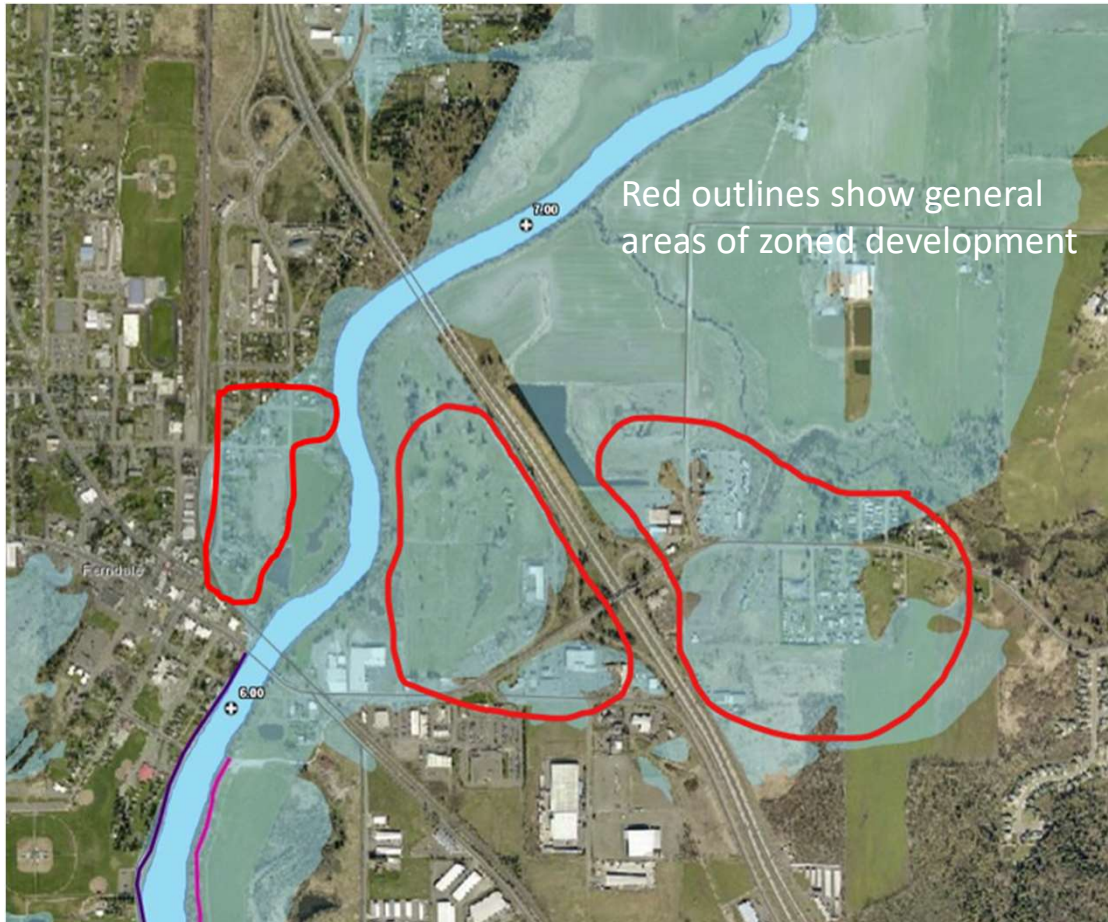 7.00
Red outlines show general
areas of zoned development
Ferndale
6.00